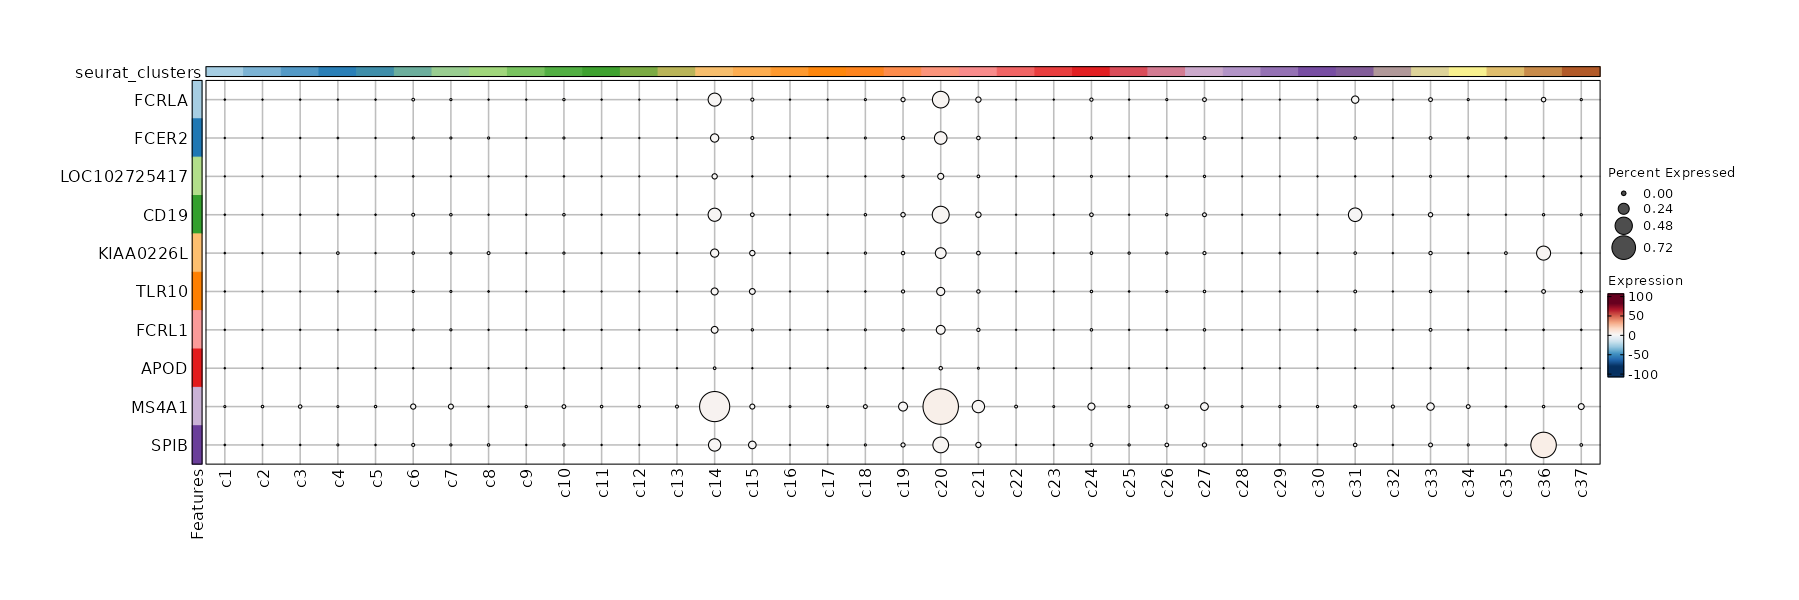 seurat_clusters
FCRLA
FCER2
LOC102725417
CD19
KIAA0226L
TLR10
FCRL1
APOD
MS4A1
SPIB
Features
c1 c2 c3 c4 c5 c6 c7 c8 c9 c10 c11 c12 c13 c14 c15 c16 c17 c18 c19 c20 c21 c22 c23 c24 c25 c26 c27 c28 c29 c30 c31 c32 c33 c34 c35 c36 c37
Percent Expressed
0.00
0.24
0.48
0.72
Expression
100
50
0
-50
-100